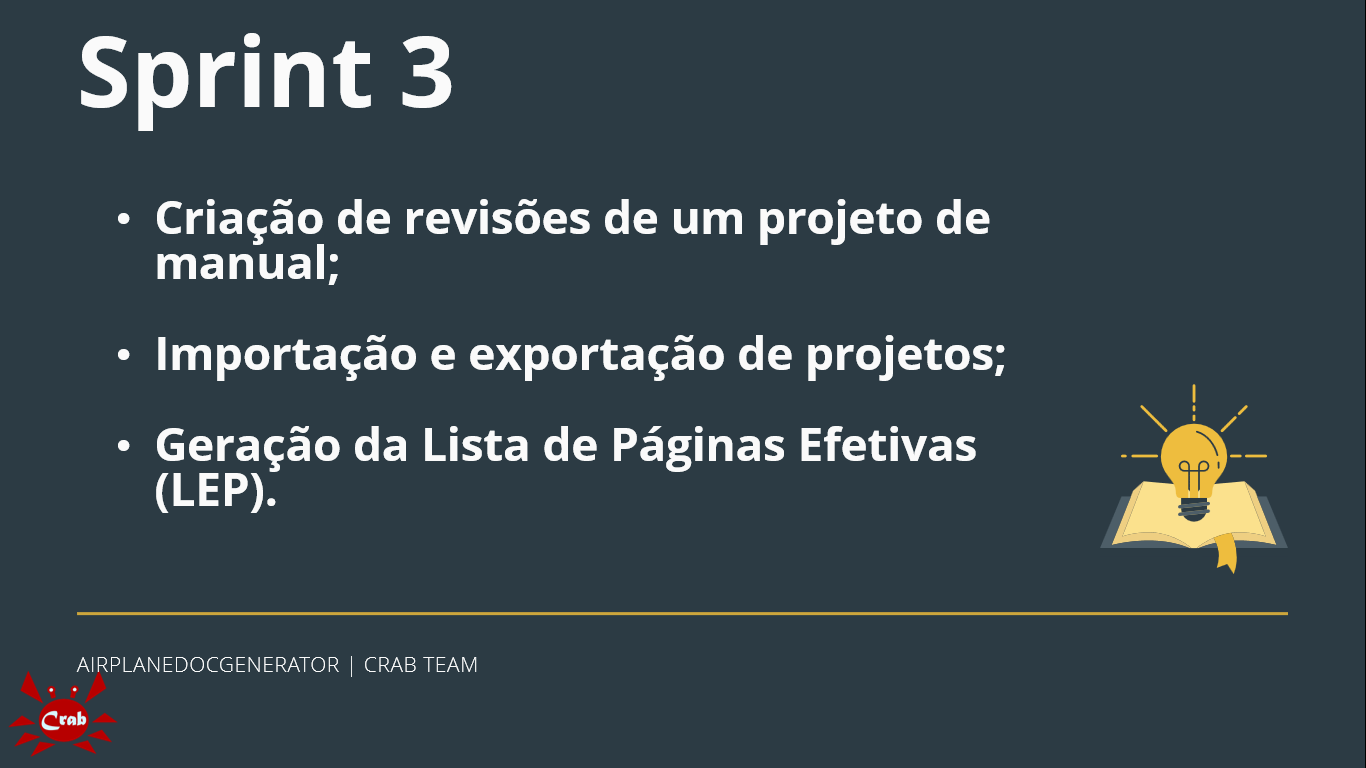 Sprint 3
• Criação de revisões de um projeto de
manual;
• Importação e exportação de projetos;
• Geração da Lista de Páginas Efetivas
(LEP).
AIRPLANEDOCGENERATOR | CRAB TEAM
Crab